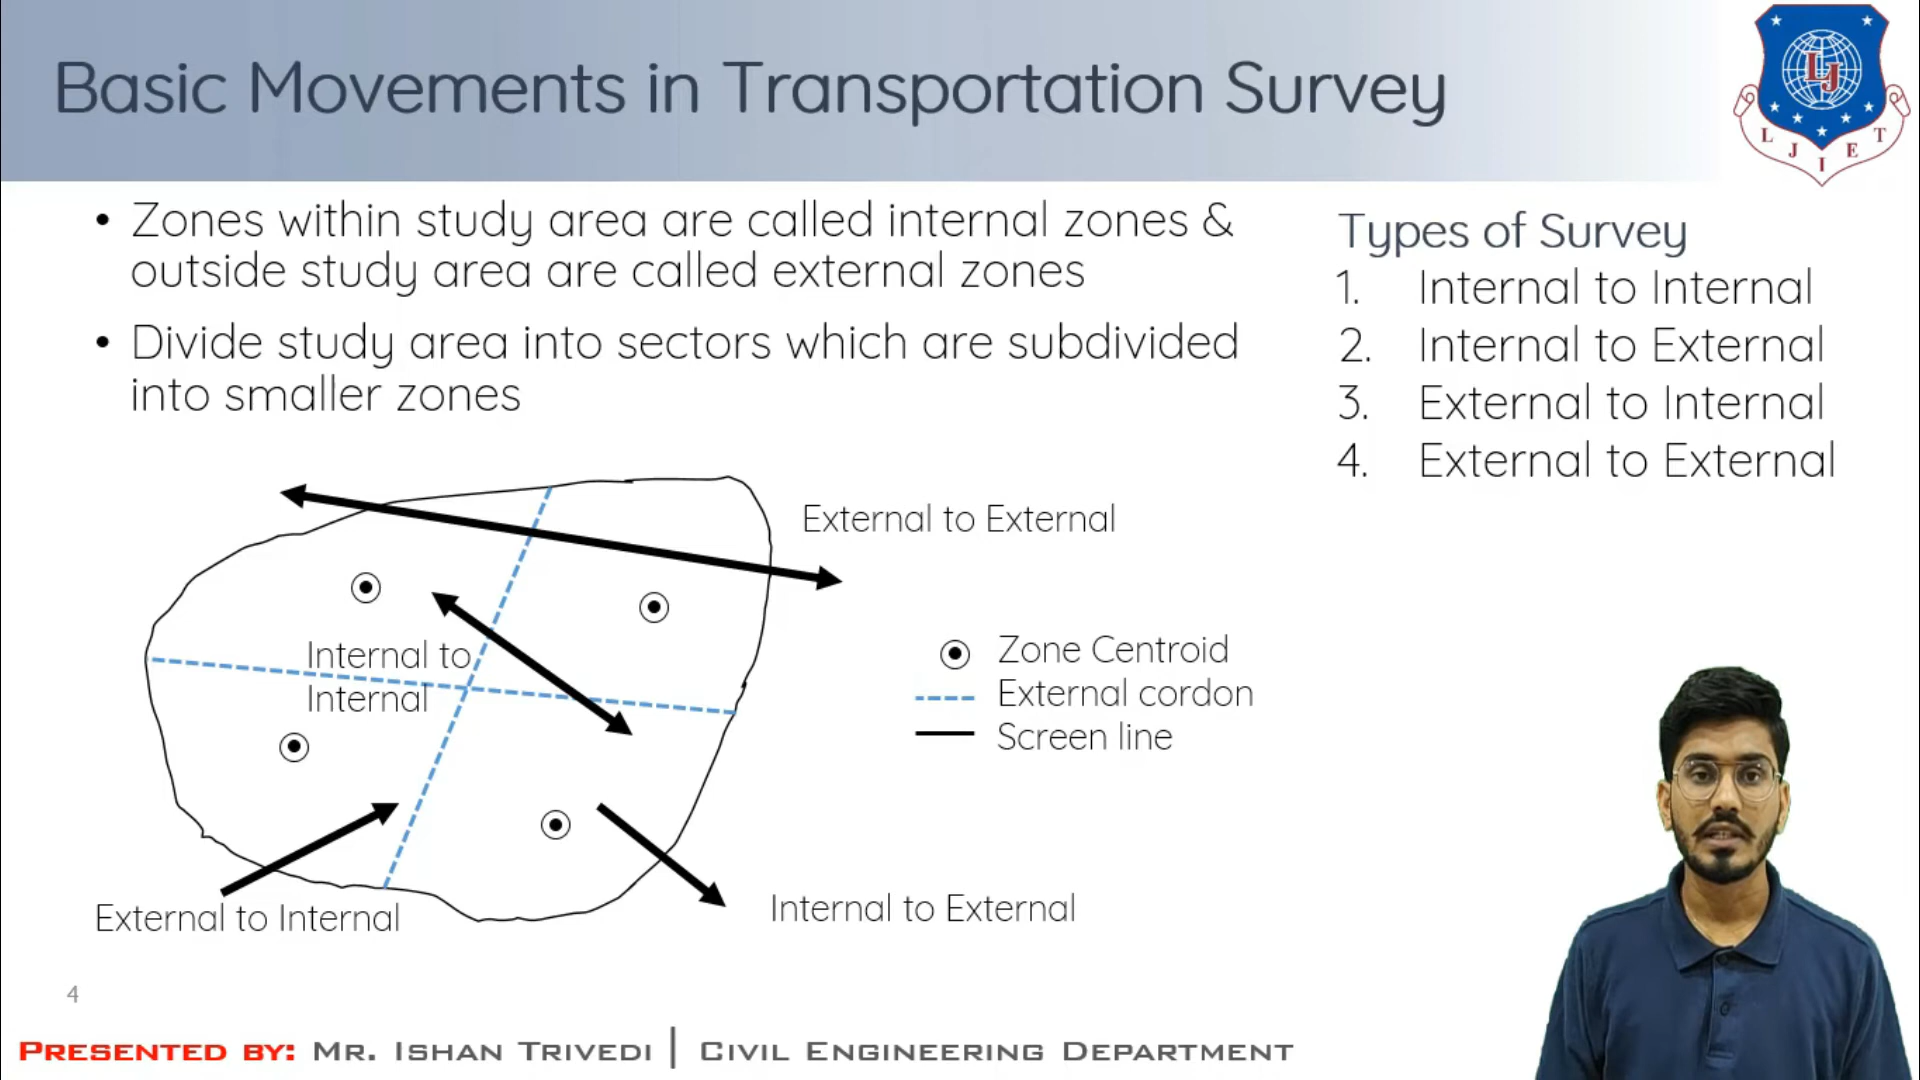 Basic Movements in Transportation Survey
L J I E T
LJ
• Zones within study area are called internal zones &
outside study area are called external zones
• Divide study area into sectors which are subdivided
into smaller zones
Types of Survey
1. Internal to Internal
2. Internal to External
3. External to Internal
4. External to External
External to External
Internal to
Internal
Zone Centroid
External cordon
Screen line
External to Internal
Internal to External
4
PRESENTED BY: MR. ISHAN TRIVEDI | CIVIL ENGINEERING DEPARTMENT